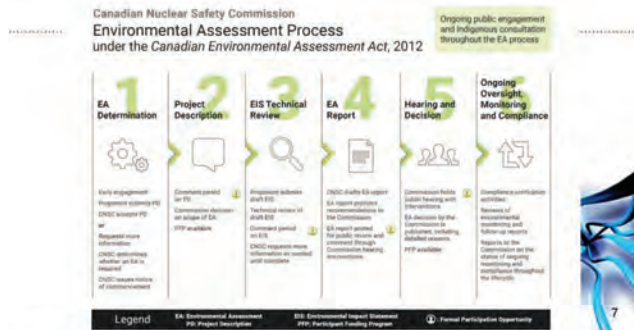 Canadian Nuclear Safety Commission
Environmental Assessment Process
under the Canadian Environmental Assessment Act, 2012
Ongoing public engagement
and Indigenous consultation
throughout the EA process
1
EA
Determination
Early engagement
Proponent submits PD
CNSC accepts PD
or
Requests more
information
CNSC determines
whether an EA is
required
CNSC issues notice
of commencement
2
Project
Description
Comment period
on PD
Commission decision
on scope of EA
PFP available
3
EIS Technical
Review
Proponent submits
draft EIS
Technical review of
draft EIS
Comment period
on EIS
CNSC requests more
information as needed
until complete
4
EA
Report
CNSC drafts EA report
EA report provides
recommendations to
the Commission
EA report posted
for public review and
comment through
Commission hearing
interventions
5
Hearing and
Decision
Commission holds
public hearing with
interventions
EA decision by the
Commission is
published, including
detailed reasons
PFP available
6
Ongoing
Oversight,
Monitoring
and Compliance
Compliance verification
activities
Reviews of
environmental
monitoring and
follow-up reports
Reports to the
Commission on the
status of ongoing
monitoring and
compliance throughout
the lifecycle
Legend
EA: Environmental Assessment
PD: Project Description
EIS: Environmental Impact Statement
PFP: Participant Funding Program
: Formal Participation Opportunity
7